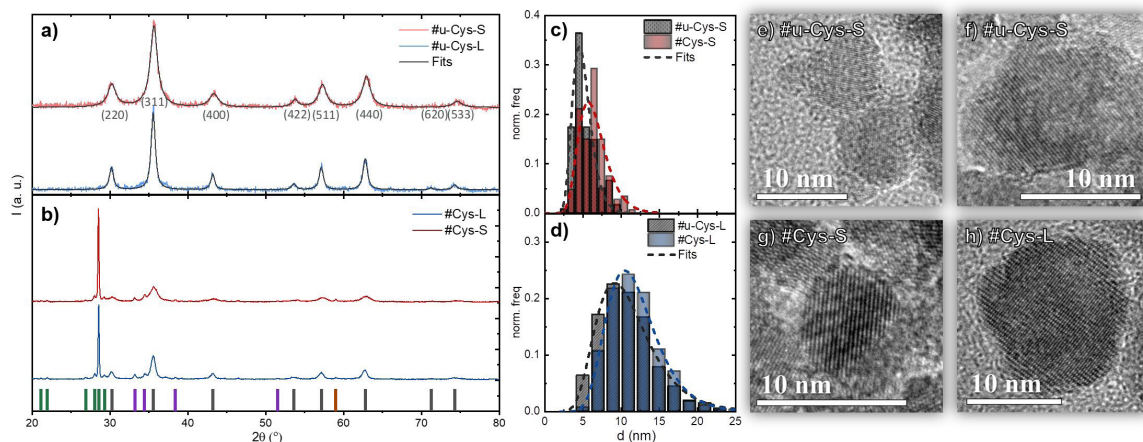 a)
#u-Cys-S
#u-Cys-L
Fits
(220)
(311)
(400)
(422)
(511)
(440)
(620)
(533)
I (a. u.)
b)
#Cys-L
#Cys-S
20 30 40 50 60 70 80
2θ (°)
c)
#u-Cys-S
#Cys-S
Fits
0.4
0.3
0.2
0.1
0.0
norm. freq
d)
#u-Cys-L
#Cys-L
Fits
0.3
0.2
0.1
0.0
norm. freq
0 5 10 15 20 25
d (nm)
e) #u-Cys-S
10 nm
f) #u-Cys-S
10 nm
g) #Cys-S
10 nm
h) #Cys-L
10 nm